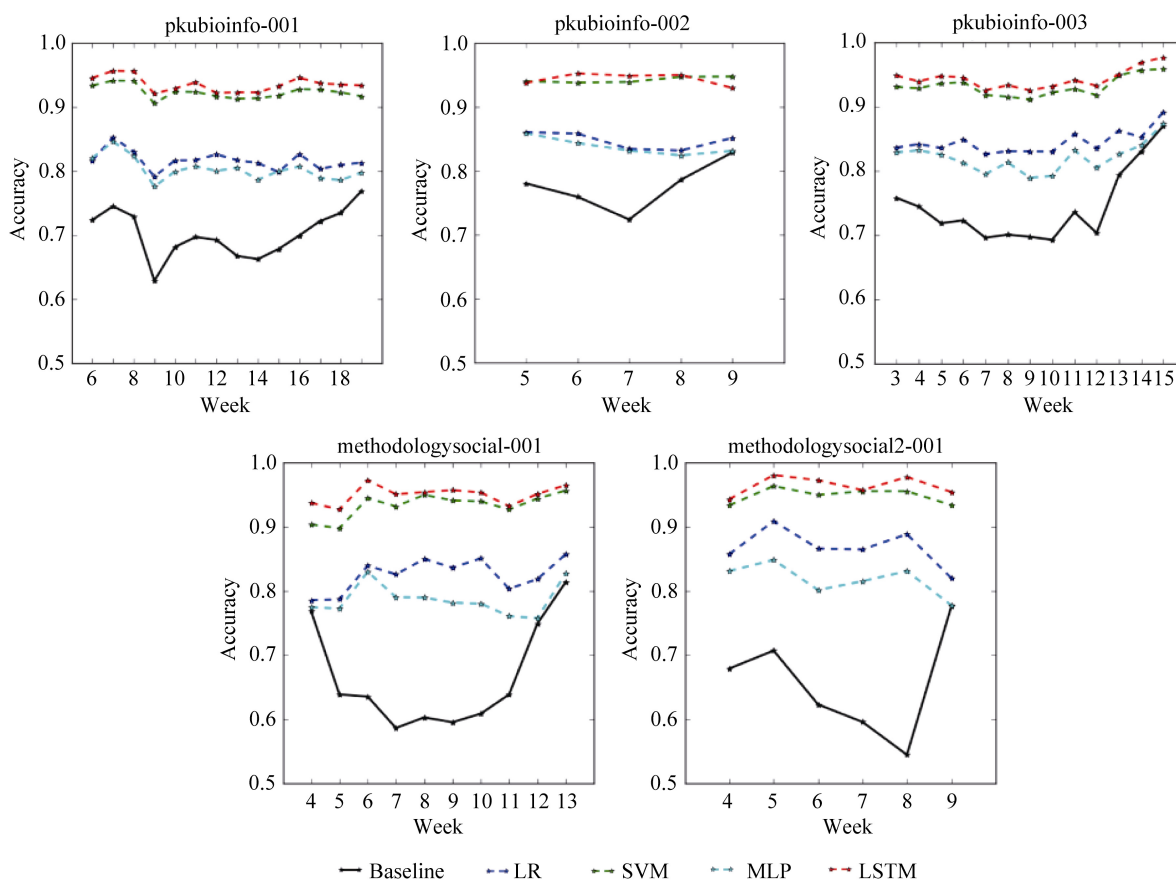 pkubioinfo-001
pkubioinfo-002
pkubioinfo-003
1.0
0.9
0.8
0.7
0.6
0.5
Accuracy
6 7 8 10 12 14 16 18
Week
1.0
0.9
0.8
0.7
0.6
0.5
Accuracy
5 6 7 8 9
Week
1.0
0.9
0.8
0.7
0.6
0.5
Accuracy
3 4 5 6 7 8 9 10 11 12 13 14 15
Week
methodologysocial-001
methodologysocial2-001
1.0
0.9
0.8
0.7
0.6
0.5
Accuracy
4 5 6 7 8 9 10 11 12 13
Week
1.0
0.9
0.8
0.7
0.6
0.5
Accuracy
4 5 6 7 8 9
Week
Baseline LR SVM MLP LSTM